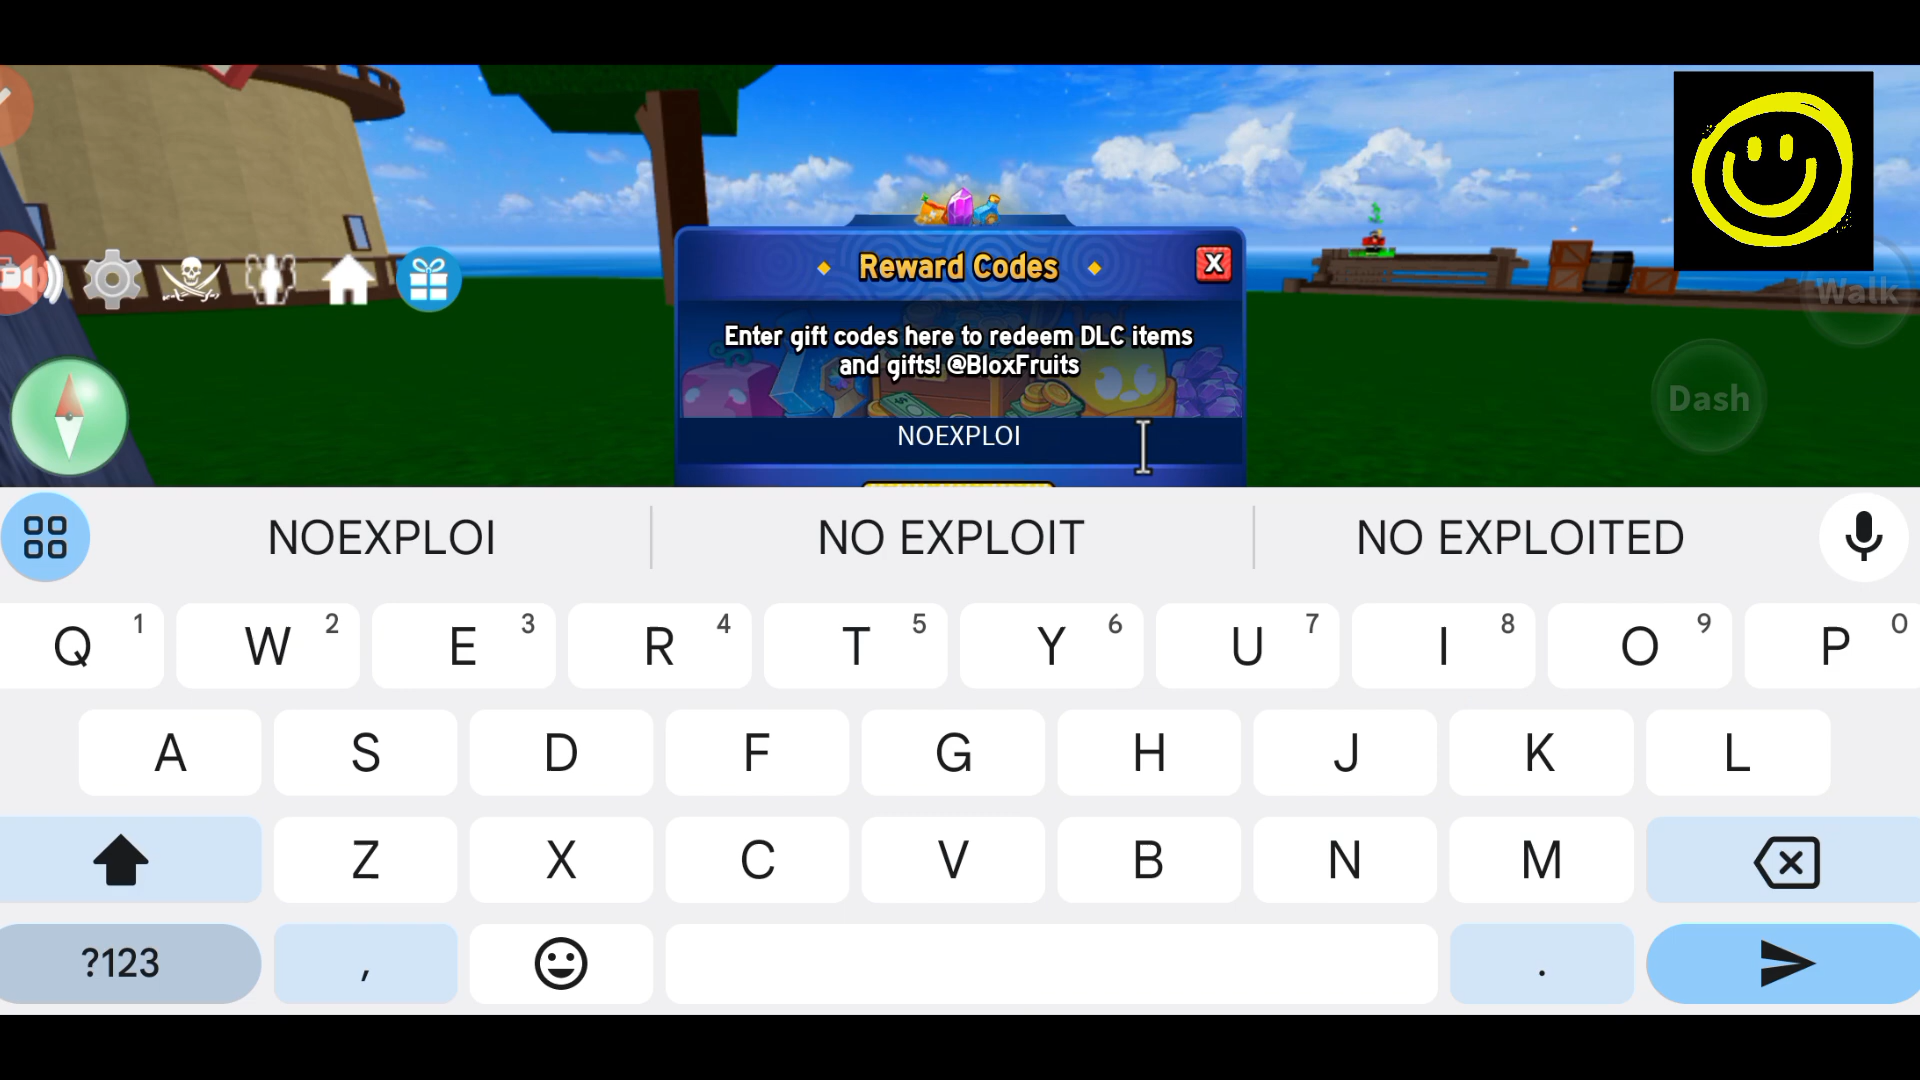 Reward Codes
X
Enter gift codes here to redeem DLC items
and gifts! @BloxFruits
NOEXPLOI
Walk
Dash
NOEXPLOI
NO EXPLOIT
NO EXPLOITED
Q 1 W 2 E 3 R 4 T 5 Y 6 U 7 I 8 O 9 P 0
A S D F G H J K L
Z X C V B N M
?123 , .